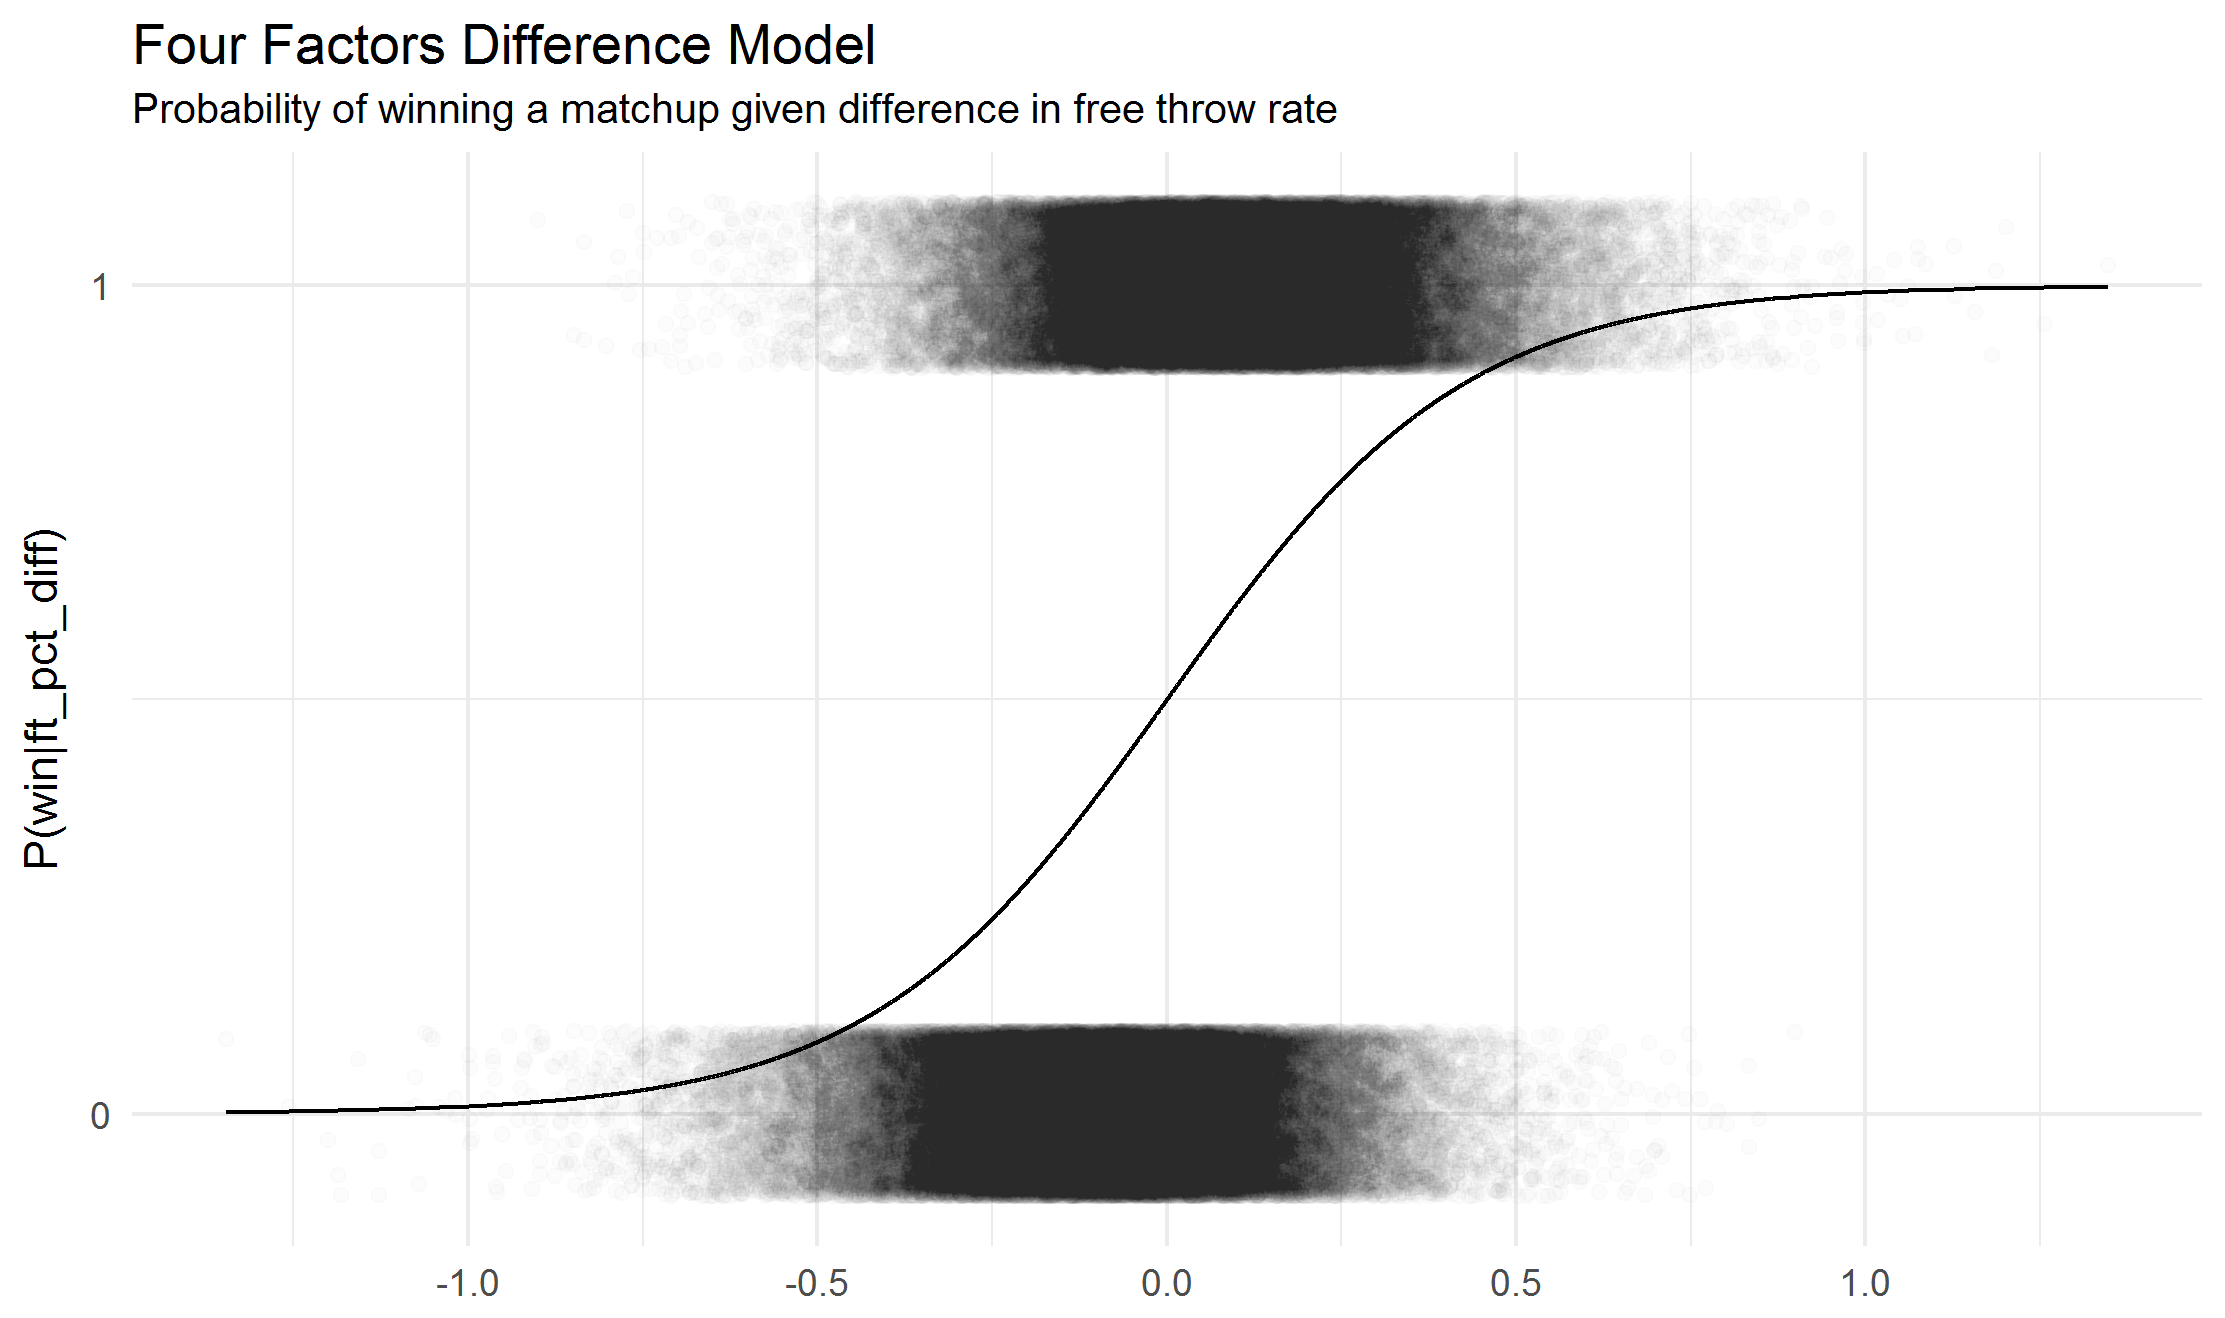 Four Factors Difference Model
Probability of winning a matchup given difference in free throw rate
P(win|ft_pct_diff)
1
0
-1.0
-0.5
0.0
0.5
1.0